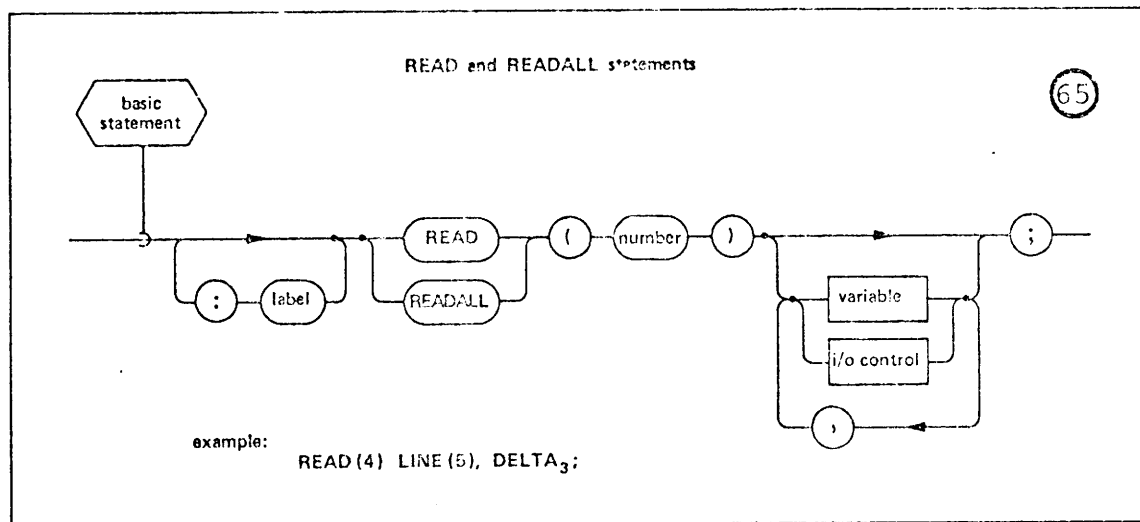 READ and READALL statements
65
basic
statement
READ
( number )
;
: label
READALL
variable
i/o control
,
example:
READ(4) LINE(5), DELTA₃;